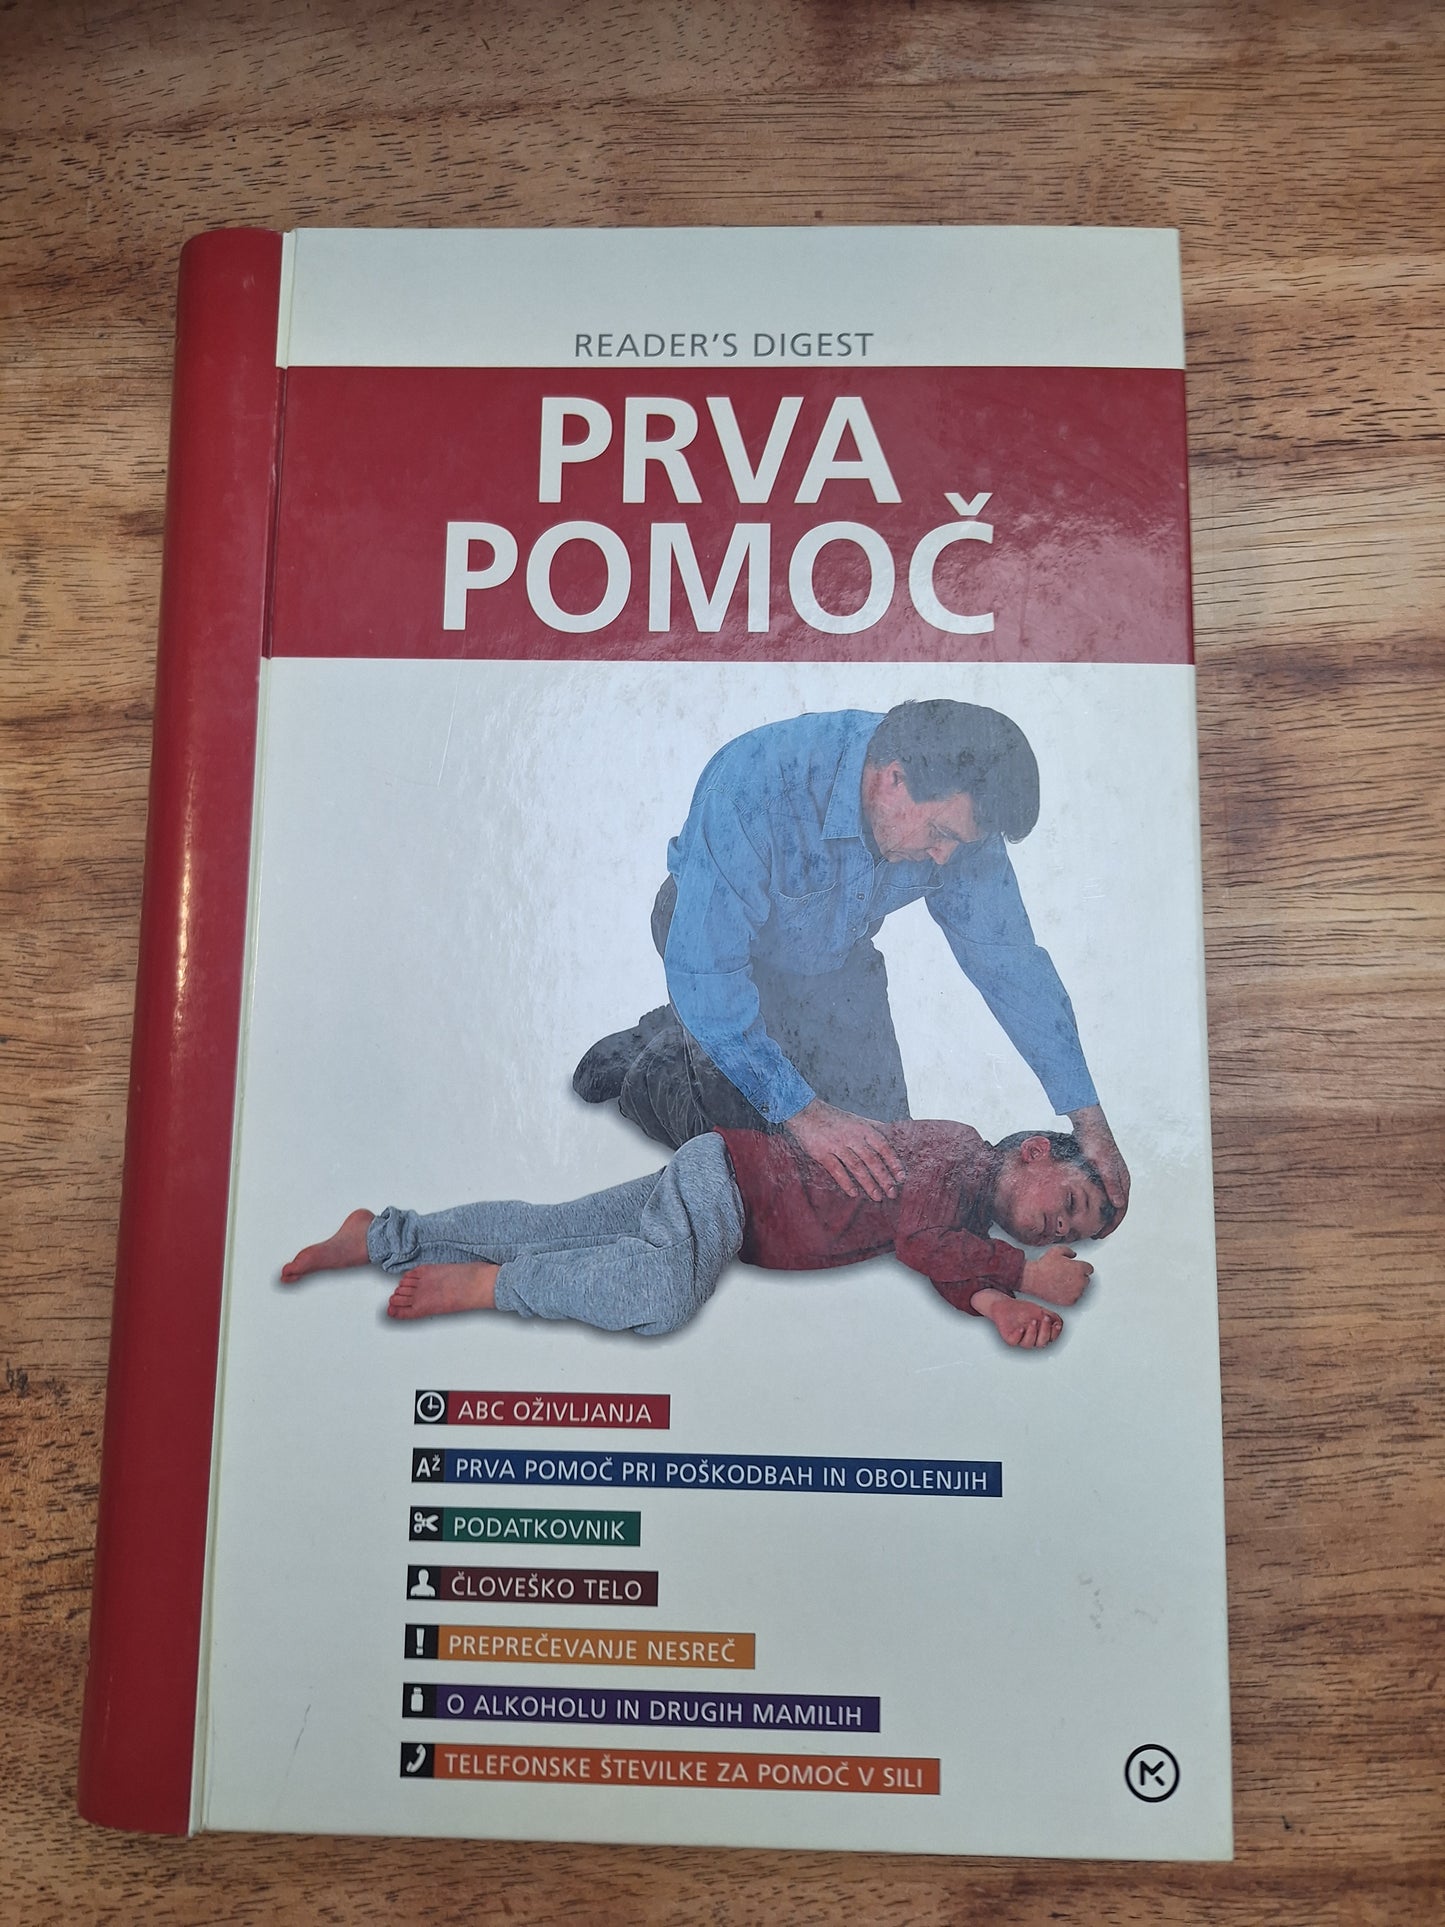 READER'S DIGEST
PRVA
POMOČ
ABC OŽIVLJANJA
AŽ PRVA POMOČ PRI POŠKODBAH IN OBOLENJIH
PODATKOVNIK
ČLOVEŠKO TELO
! PREPREČEVANJE NESREČ
O ALKOHOLU IN DRUGIH MAMILIH
TELEFONSKE ŠTEVILKE ZA POMOČ V SILI